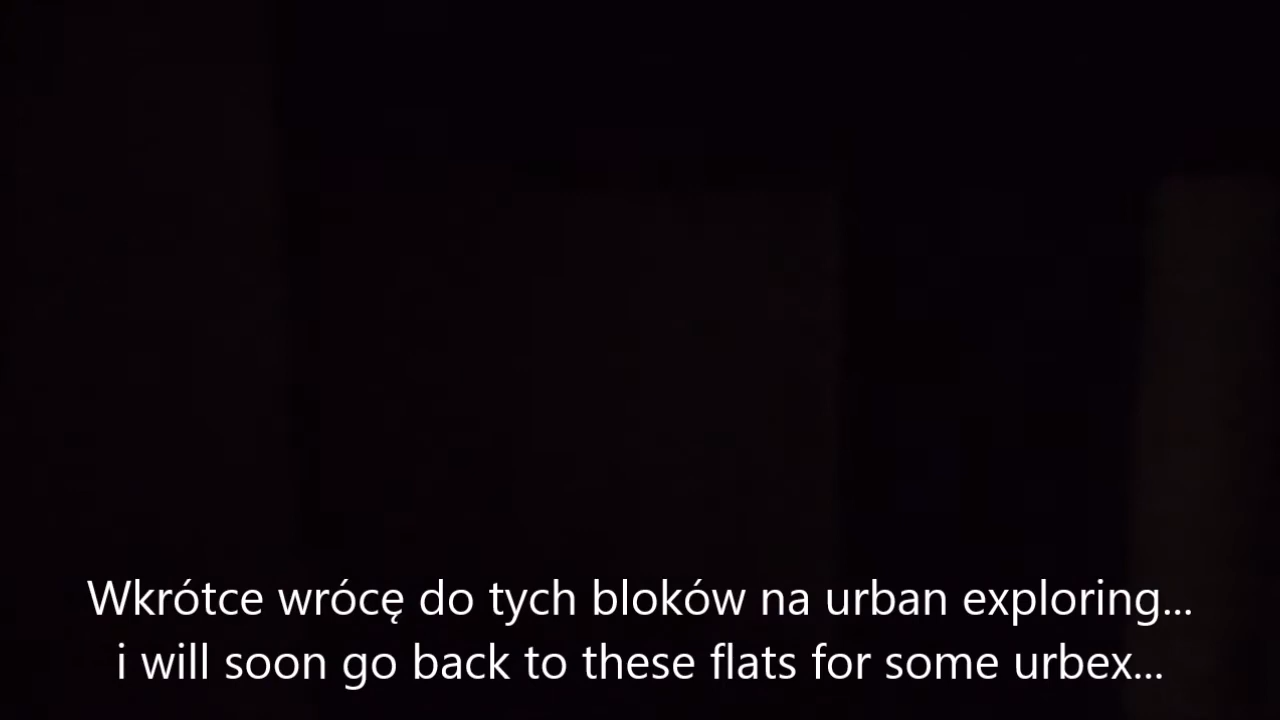 Wkrótce wrócę do tych bloków na urban exploring...
i will soon go back to these flats for some urbex...